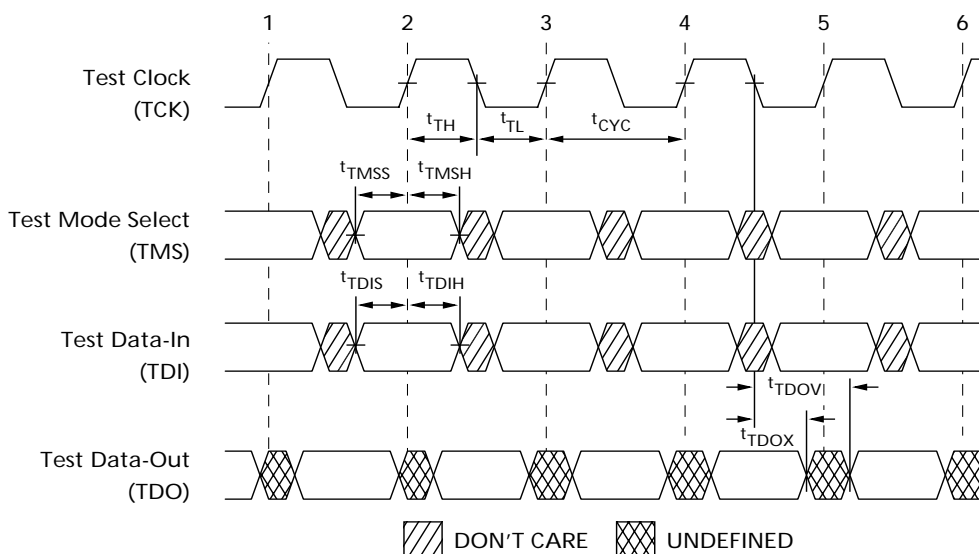 1 2 3 4 5 6
Test Clock
(TCK)
tTH tTL tCYC
tTMSS tTMSH
Test Mode Select
(TMS)
tTDIS tTDIH
Test Data-In
(TDI)
tTDOV
tTDOX
Test Data-Out
(TDO)
DON'T CARE UNDEFINED